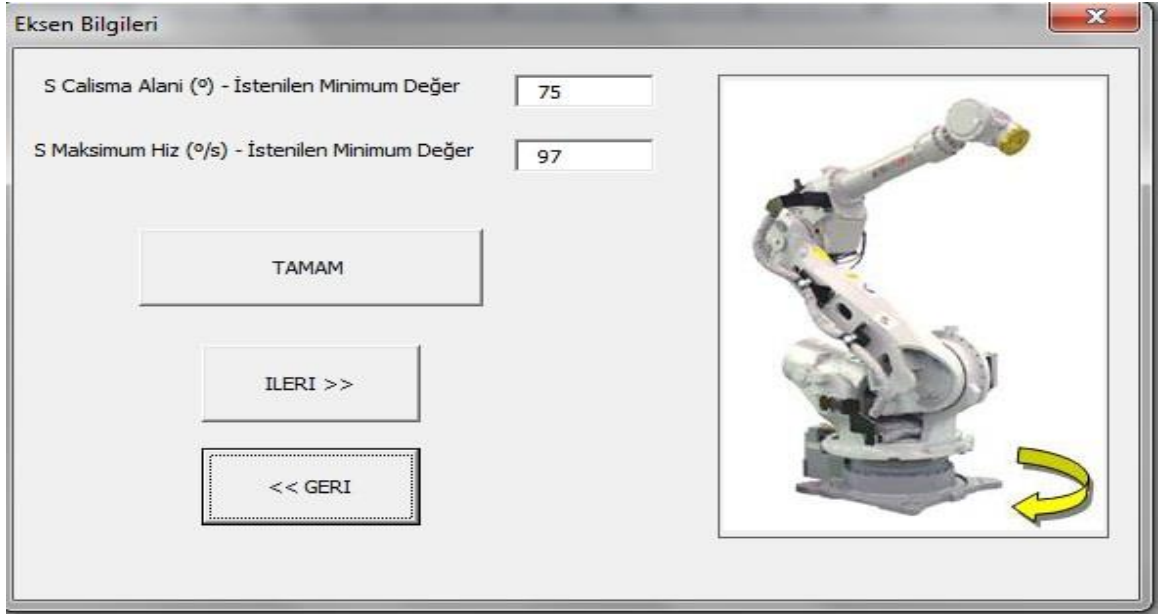 Eksen Bilgileri
S Calisma Alani (º) - İstenilen Minimum Değer
75
S Maksimum Hiz (º/s) - İstenilen Minimum Değer
97
TAMAM
ILERI >>
<< GERI